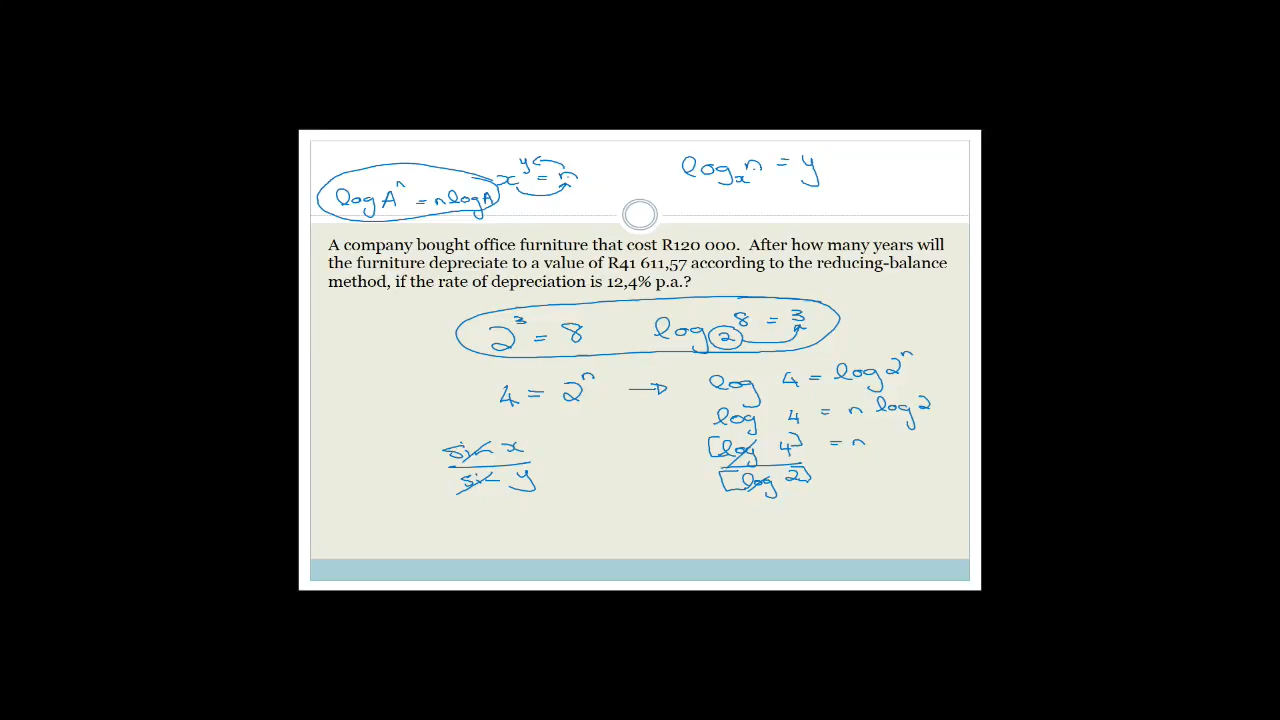 log A^n = n log A
x^y = n
log_x n = y
A company bought office furniture that cost R120 000. After how many years will
the furniture depreciate to a value of R41 611,57 according to the reducing-balance
method, if the rate of depreciation is 12,4% p.a.?
2^3 = 8
log_2 8 = 3
4 = 2^n → log 4 = log 2^n
log 4 = n log 2
[log 4] / [log 2] = n
sin x / sin y